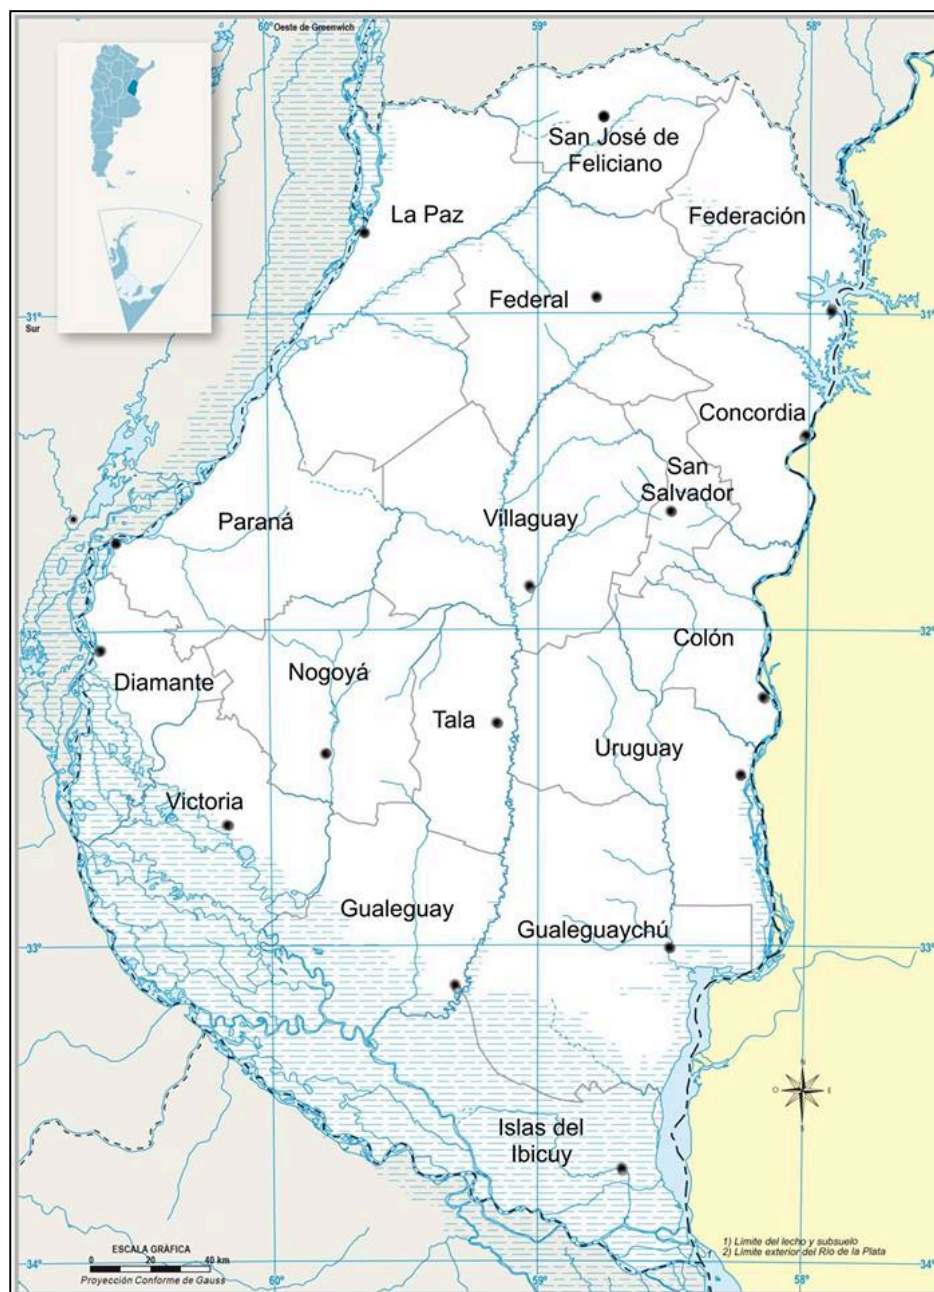 60°
Oeste de Greenwich
59°
58°
San José de
Feliciano
La Paz
Federación
Federal
31°
Sur
31°
Concordia
San
Salvador
Paraná
Villaguay
32°
Colón
Nogoyá
Diamante
Tala
Uruguay
Victoria
Gualeguay
Gualeguaychú
33°
33°
N
O
E
S
Islas del
Ibicuy
1) Límite del lecho y subsuelo
2) Límite exterior del Río de la Plata
ESCALA GRÁFICA
0 20 40 km
Proyección Conforme de Gauss
34°
34°
60°
59°
58°